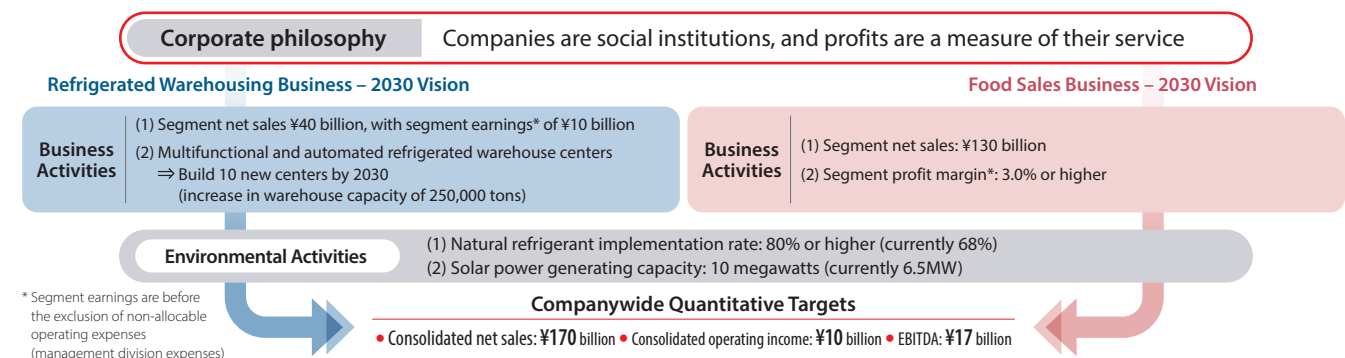 Corporate philosophy Companies are social institutions, and profits are a measure of their service
Refrigerated Warehousing Business – 2030 Vision
Business
Activities
(1) Segment net sales ¥40 billion, with segment earnings* of ¥10 billion
(2) Multifunctional and automated refrigerated warehouse centers
⇒ Build 10 new centers by 2030
(increase in warehouse capacity of 250,000 tons)
Food Sales Business – 2030 Vision
Business
Activities
(1) Segment net sales: ¥130 billion
(2) Segment profit margin*: 3.0% or higher
Environmental Activities
(1) Natural refrigerant implementation rate: 80% or higher (currently 68%)
(2) Solar power generating capacity: 10 megawatts (currently 6.5MW)
* Segment earnings are before
the exclusion of non-allocable
operating expenses
(management division expenses)
Companywide Quantitative Targets
• Consolidated net sales: ¥170 billion • Consolidated operating income: ¥10 billion • EBITDA: ¥17 billion